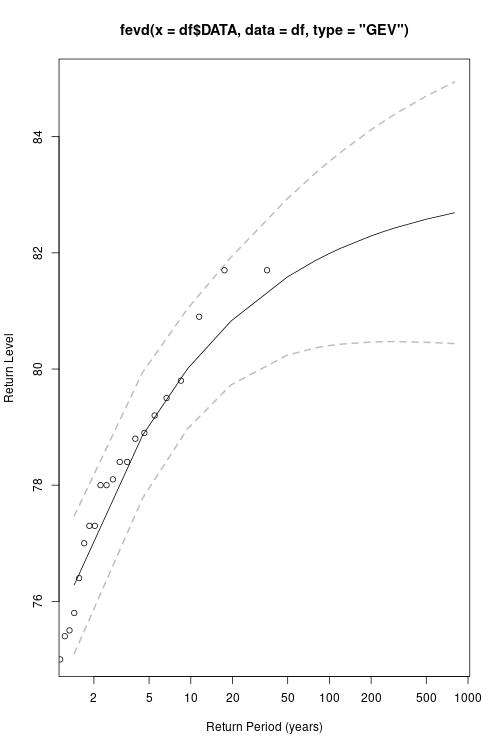 fevd(x = df$DATA, data = df, type = "GEV")
84
82
80
78
76
Return Level
2 5 10 20 50 100 200 500 1000
Return Period (years)